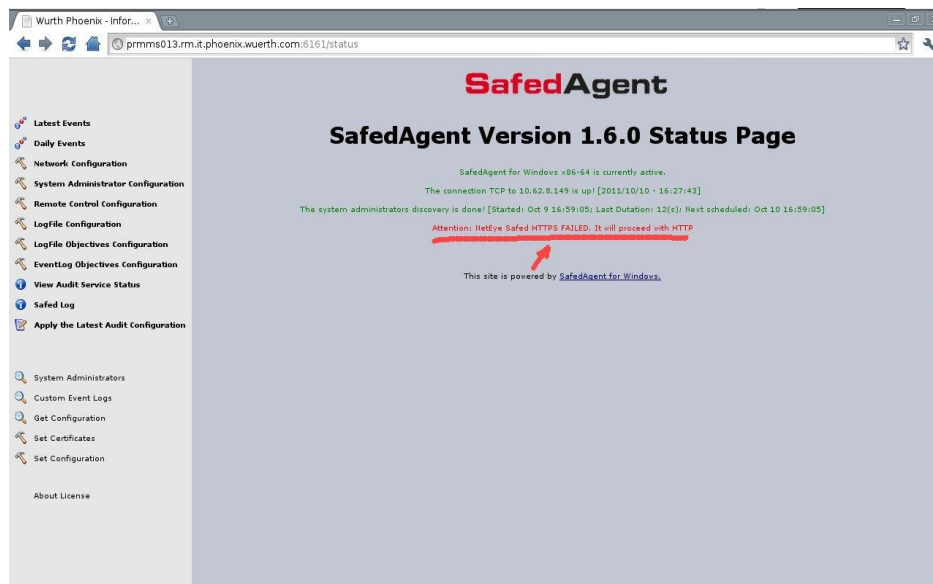 Wurth Phoenix - Infor...
prmms013.rm.it.phoenix.wuerth.com:6161/status
SafedAgent
SafedAgent Version 1.6.0 Status Page
SafedAgent for Windows x86-64 is currently active.
The connection TCP to 10.62.8.149 is up! [2011/10/10 - 16:27:43]
The system administrators discovery is done! [Started: Oct 9 16:59:05; Last Dutation: 12(s); Next scheduled: Oct 10 16:59:05]
Attention: NetEye Safed HTTPS FAILED. It will proceed with HTTP
This site is powered by SafedAgent for Windows.
Latest Events
Daily Events
Network Configuration
System Administrator Configuration
Remote Control Configuration
LogFile Configuration
LogFile Objectives Configuration
EventLog Objectives Configuration
View Audit Service Status
Safed Log
Apply the Latest Audit Configuration
System Administrators
Custom Event Logs
Get Configuration
Set Certificates
Set Configuration
About License